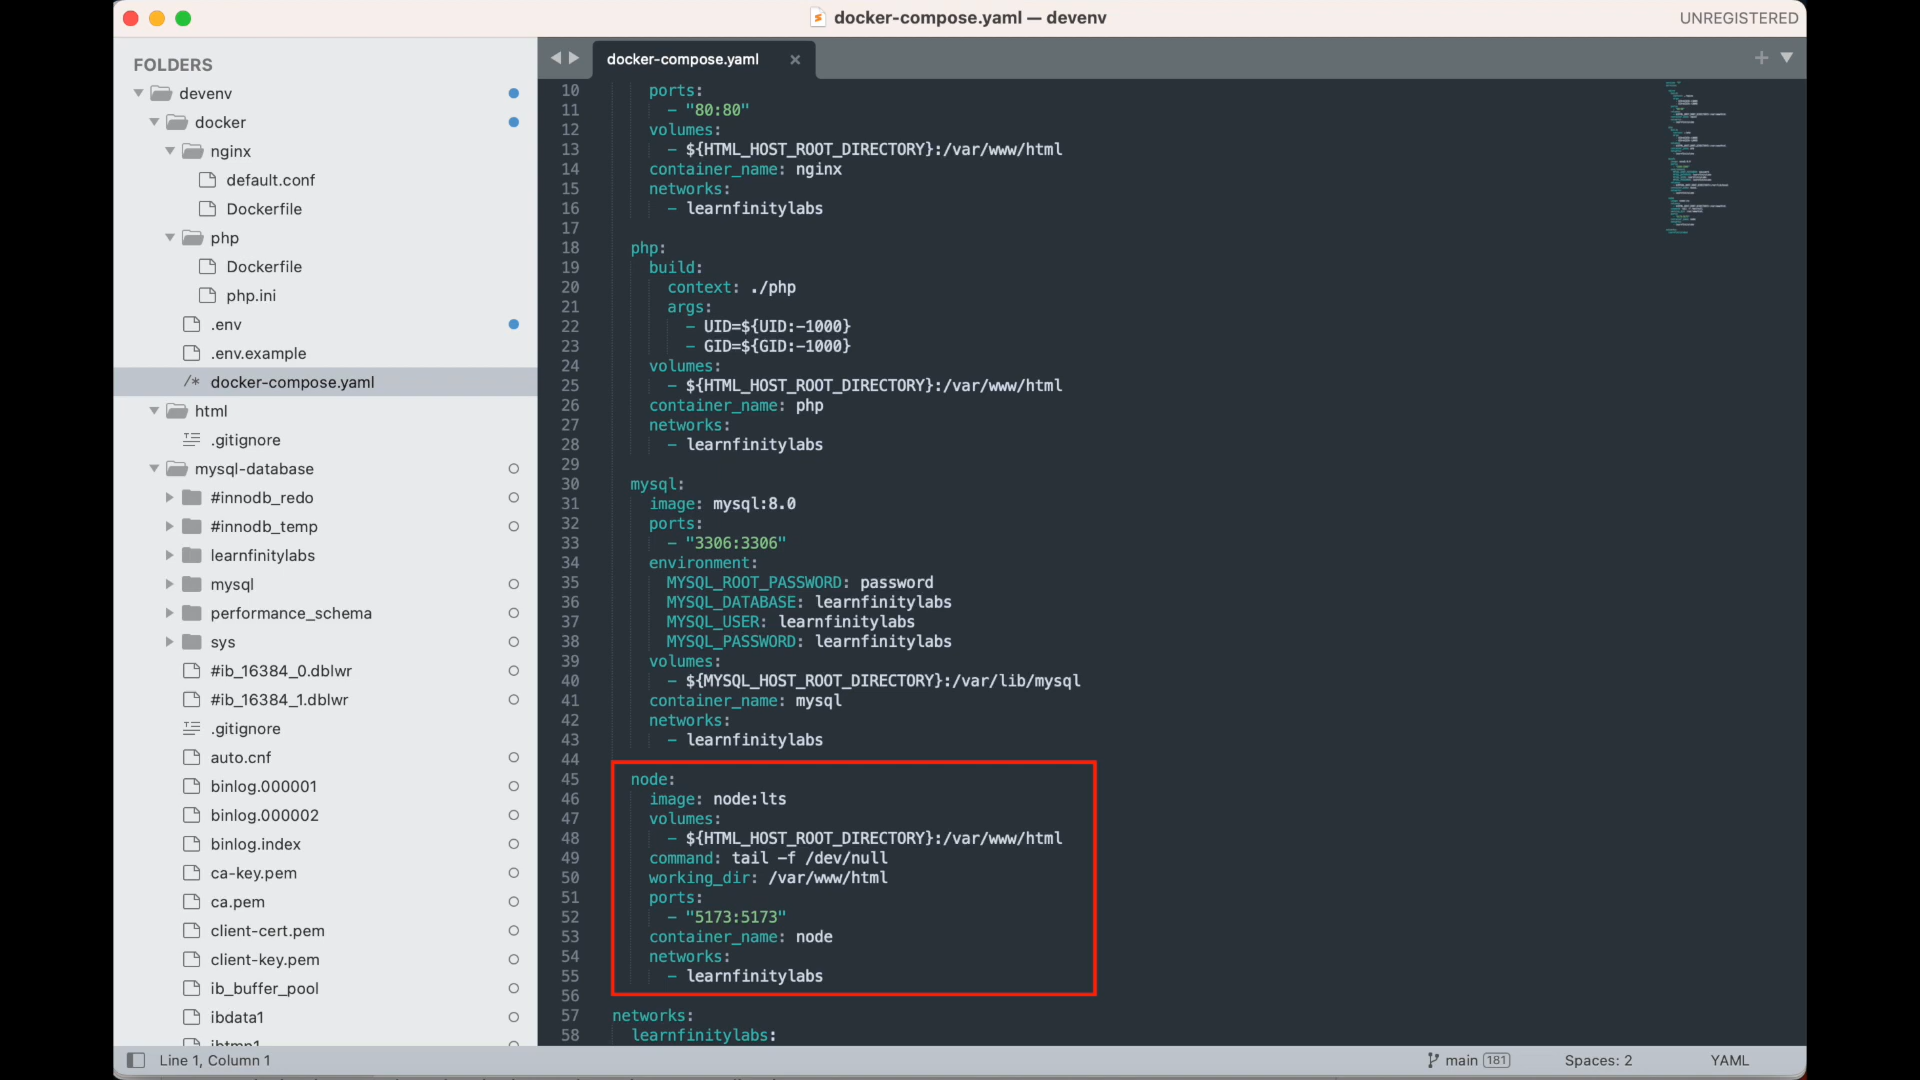 docker-compose.yaml — devenv
UNREGISTERED
FOLDERS
devenv
docker
nginx
default.conf
Dockerfile
php
Dockerfile
php.ini
.env
.env.example
/* docker-compose.yaml
html
.gitignore
mysql-database
#innodb_redo
#innodb_temp
learnfinitylabs
mysql
performance_schema
sys
#ib_16384_0.dblwr
#ib_16384_1.dblwr
.gitignore
auto.cnf
binlog.000001
binlog.000002
binlog.index
ca-key.pem
ca.pem
client-cert.pem
client-key.pem
ib_buffer_pool
ibdata1
docker-compose.yaml
10 ports:
11 - "80:80"
12 volumes:
13 - ${HTML_HOST_ROOT_DIRECTORY}:/var/www/html
14 container_name: nginx
15 networks:
16 - learnfinitylabs
17
18 php:
19 build:
20 context: ./php
21 args:
22 - UID=${UID:-1000}
23 - GID=${GID:-1000}
24 volumes:
25 - ${HTML_HOST_ROOT_DIRECTORY}:/var/www/html
26 container_name: php
27 networks:
28 - learnfinitylabs
29
30 mysql:
31 image: mysql:8.0
32 ports:
33 - "3306:3306"
34 environment:
35 MYSQL_ROOT_PASSWORD: password
36 MYSQL_DATABASE: learnfinitylabs
37 MYSQL_USER: learnfinitylabs
38 MYSQL_PASSWORD: learnfinitylabs
39 volumes:
40 - ${MYSQL_HOST_ROOT_DIRECTORY}:/var/lib/mysql
41 container_name: mysql
42 networks:
43 - learnfinitylabs
44
45 node:
46 image: node:lts
47 volumes:
48 - ${HTML_HOST_ROOT_DIRECTORY}:/var/www/html
49 command: tail -f /dev/null
50 working_dir: /var/www/html
51 ports:
52 - "5173:5173"
53 container_name: node
54 networks:
55 - learnfinitylabs
56
57 networks:
58 learnfinitylabs:
Line 1, Column 1
main 181
Spaces: 2
YAML